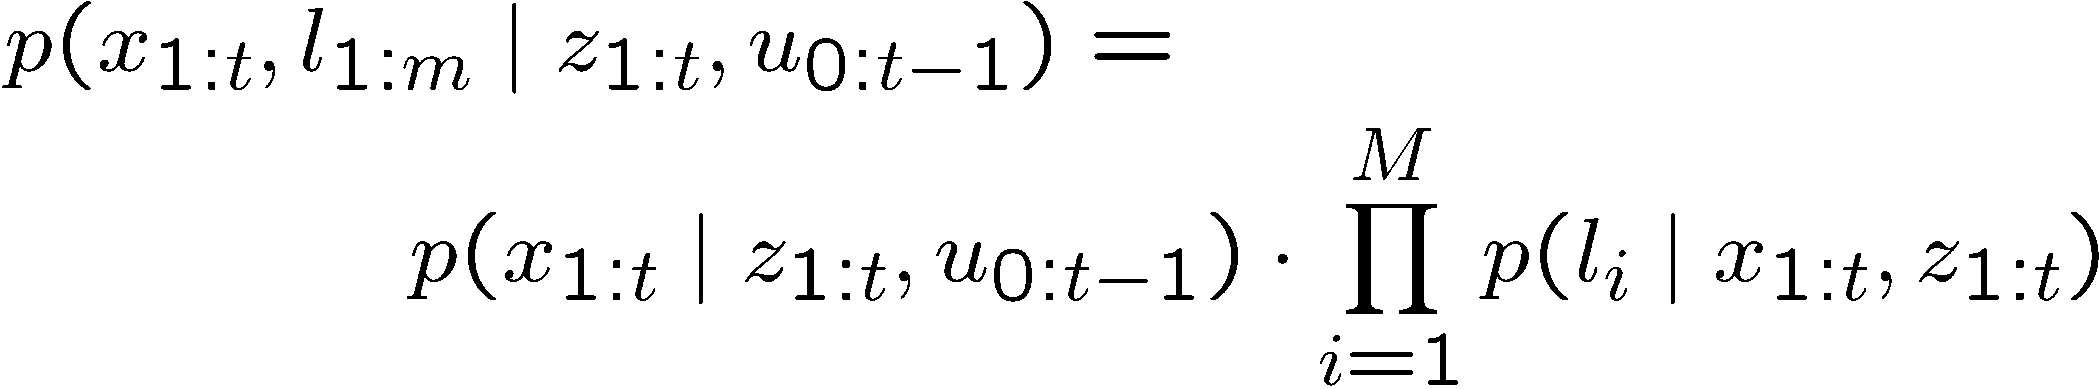 p(x_{1:t}, l_{1:m} | z_{1:t}, u_{0:t−1}) =
p(x_{1:t} | z_{1:t}, u_{0:t−1}) · ∏_{i=1}^{M} p(l_i | x_{1:t}, z_{1:t})